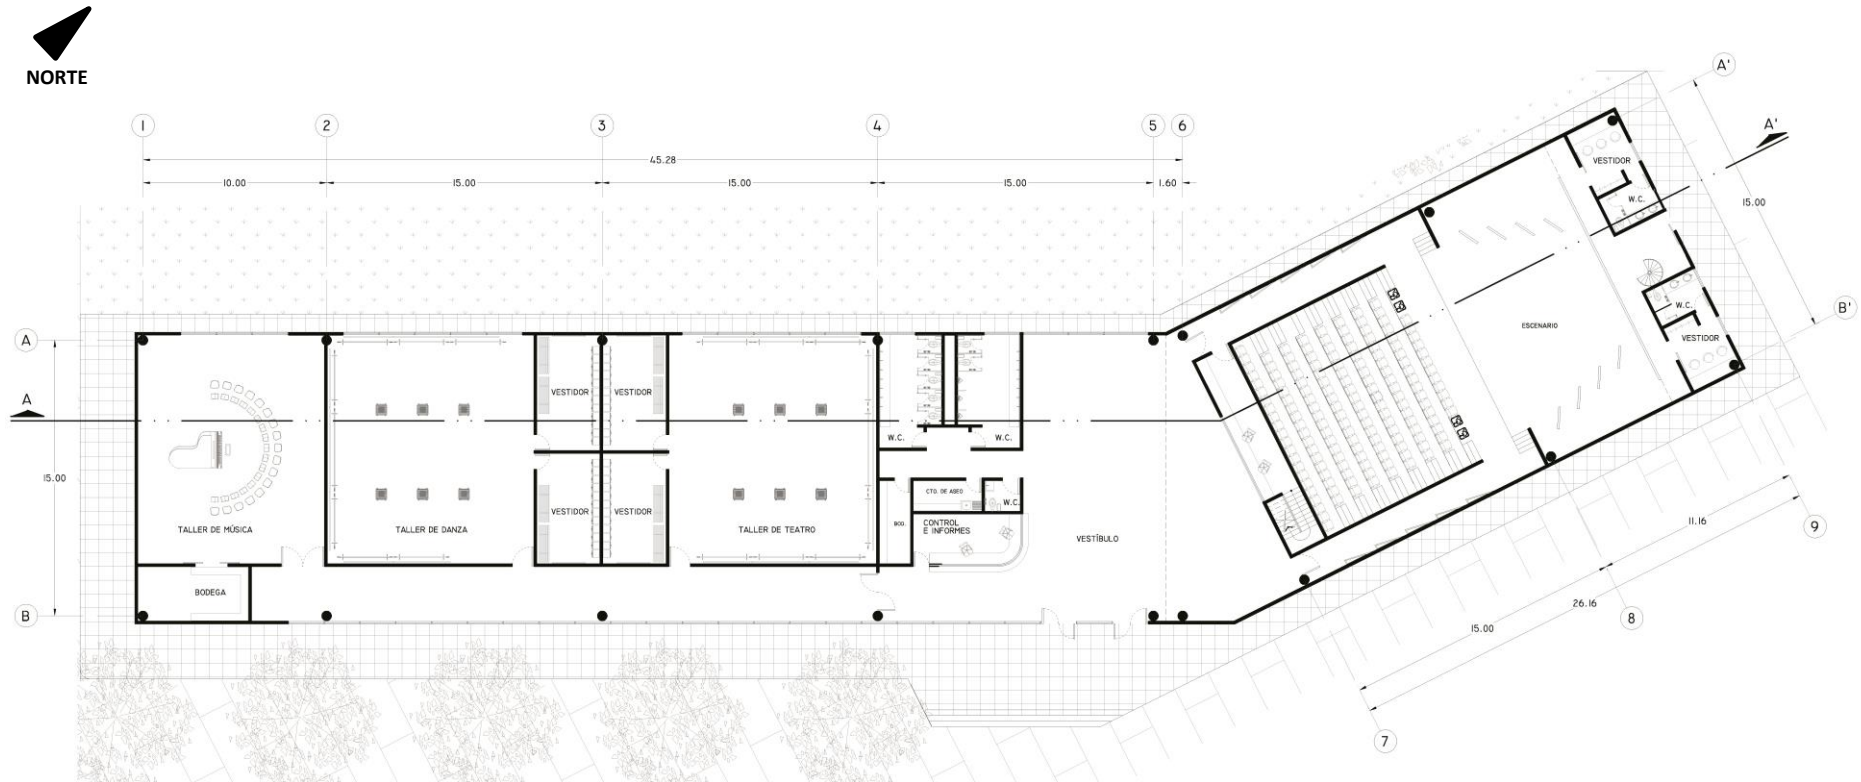 NORTE
1 2 3 4 5 6
45.28
10.00 15.00 15.00 15.00 1.60
A'
A'
15.00
B'
VESTIDOR
W.C.
W.C.
VESTIDOR
ESCENARIO
A
A
15.00
B
VESTIDOR VESTIDOR
W.C. W.C.
VESTIDOR VESTIDOR
CTO. DE ASEO
W.C.
BOD.
CONTROL
E INFORMES
TALLER DE MÚSICA TALLER DE DANZA TALLER DE TEATRO
VESTÍBULO
BODEGA
11.16
9
26.16
8
15.00
7